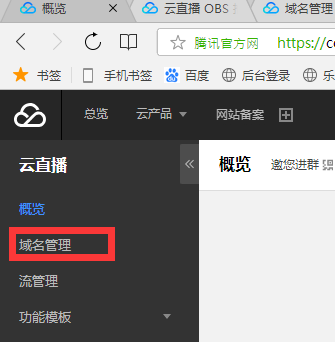 概览 云直播 OBS 域名管理
腾讯官方网 https://c
书签 手机书签 百度 后台登录 乐
总览 云产品 网站备案
云直播 概览 邀您进群
概览
域名管理
流管理
功能模板